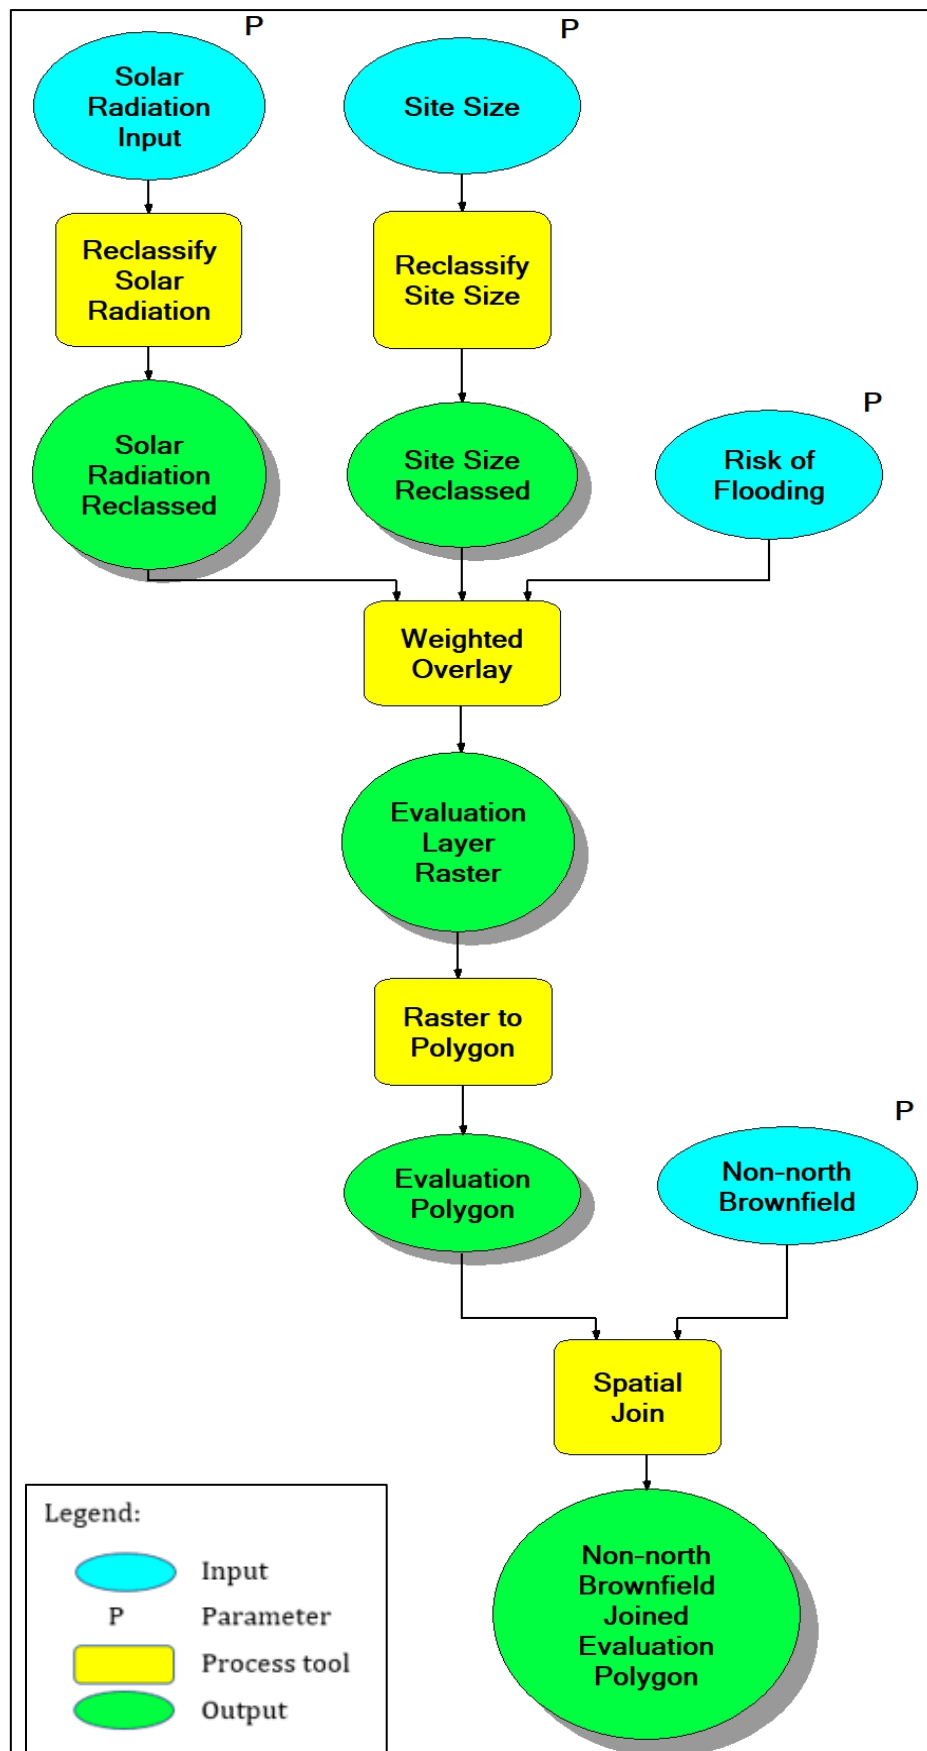 P
P
Solar
Radiation
Input
Site Size
Reclassify
Solar
Radiation
Reclassify
Site Size
P
Solar
Radiation
Reclassed
Site Size
Reclassed
Risk of
Flooding
Weighted
Overlay
Evaluation
Layer
Raster
Raster to
Polygon
P
Evaluation
Polygon
Non-north
Brownfield
Spatial
Join
Non-north
Brownfield
Joined
Evaluation
Polygon
Legend:
Input
P Parameter
Process tool
Output